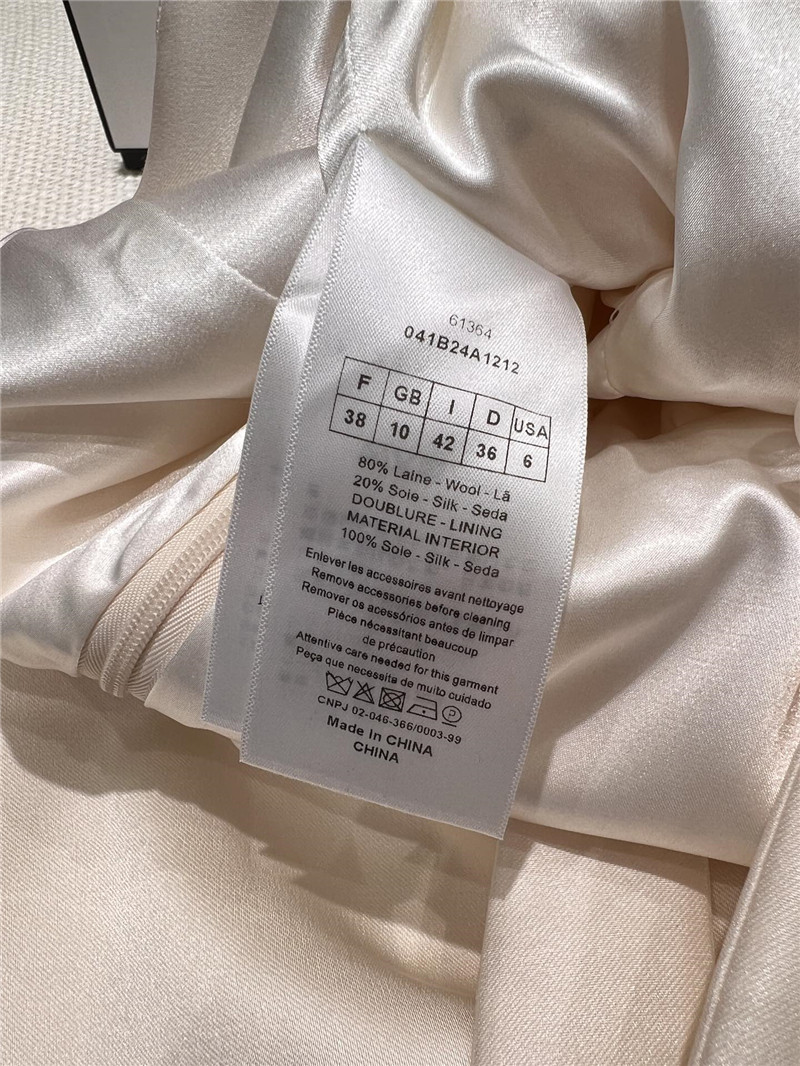 61364
041B24A1212
F GB I D USA
38 10 42 36 6
80% Laine - Wool - Lã
20% Soie - Silk - Seda
DOUBLURE - LINING
MATERIAL INTERIOR
100% Soie - Silk - Seda
Enlever les accessoires avant nettoyage
Remove accessories before cleaning
Remover os acessórios antes de limpar
Pièce nécessitant beaucoup
de précaution
Attentive care needed for this garment
Peça que necessita de muito cuidado
P
CNPJ 02-046-366/0003-99
Made in CHINA
CHINA